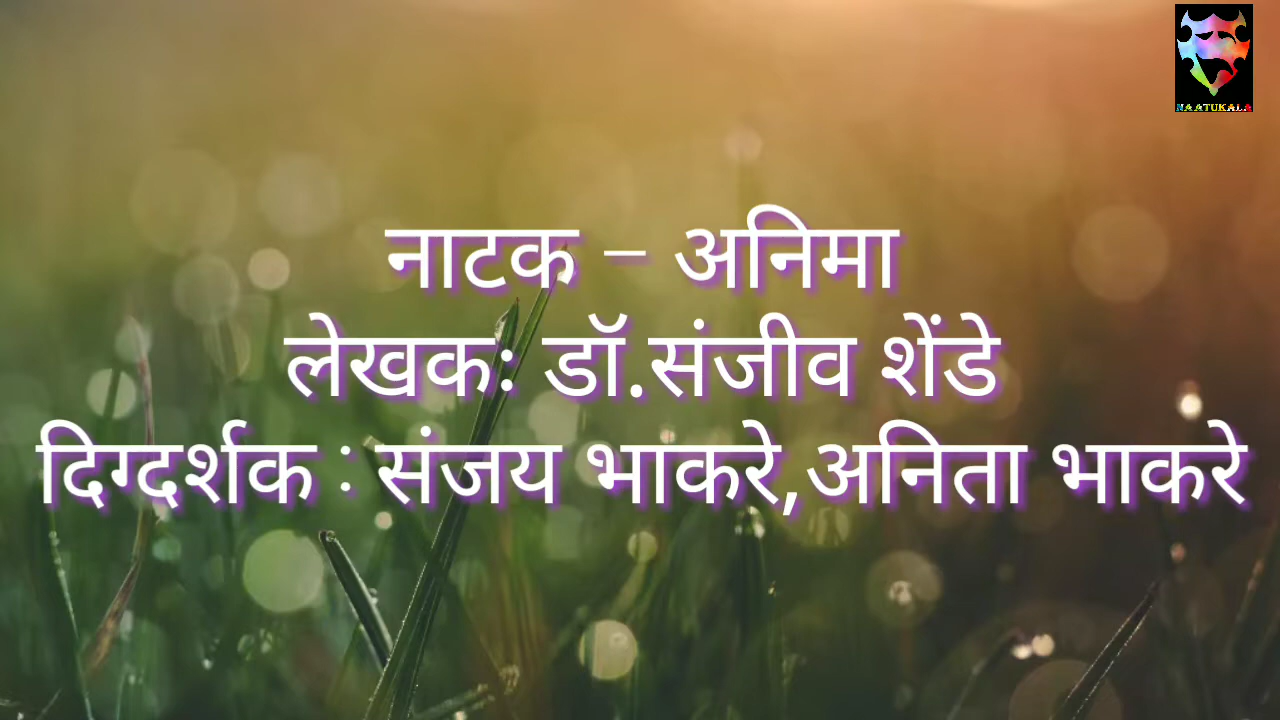 NAATUKALA
नाटक – अनिमा
लेखकः डॉ.संजीव शेंडे
दिग्दर्शक : संजय भाकरे,अनिता भाकरे